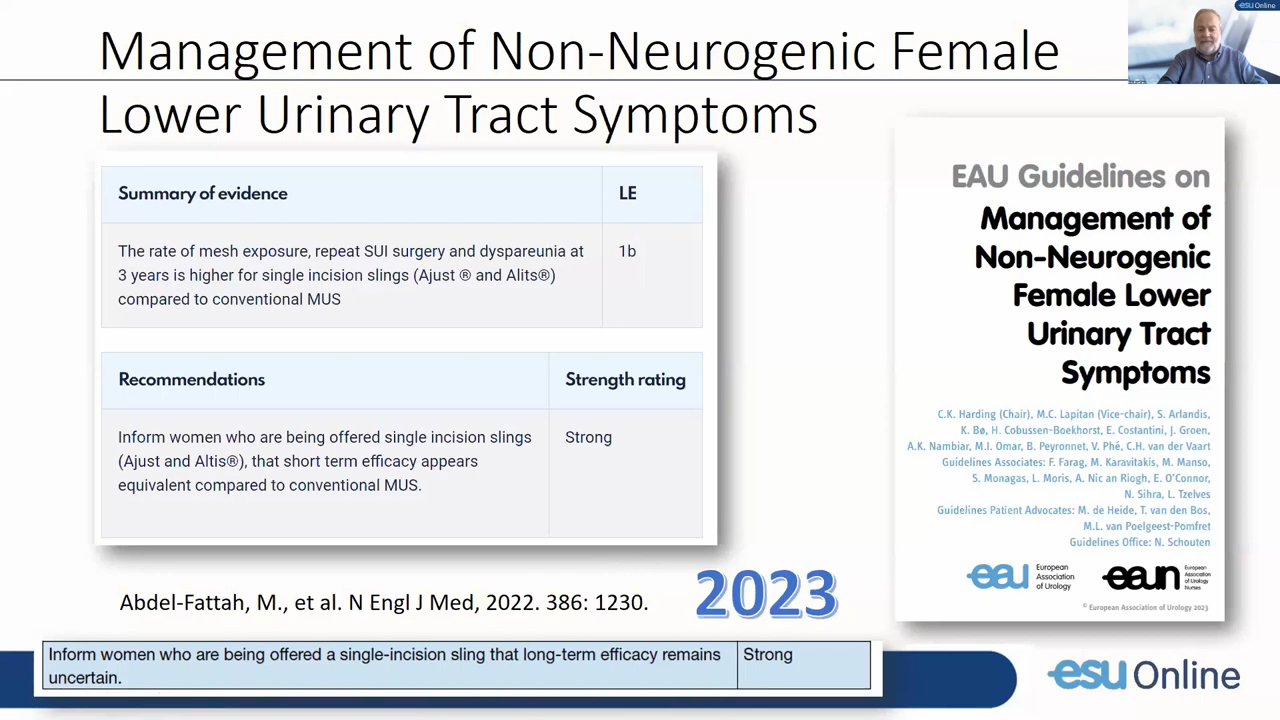 Management of Non-Neurogenic Female
Lower Urinary Tract Symptoms
esu Online
Summary of evidence LE
The rate of mesh exposure, repeat SUI surgery and dyspareunia at 1b
3 years is higher for single incision slings (Ajust ® and Alits®)
compared to conventional MUS
Recommendations Strength rating
Inform women who are being offered single incision slings Strong
(Ajust and Altis®), that short term efficacy appears
equivalent compared to conventional MUS.
Abdel-Fattah, M., et al. N Engl J Med, 2022. 386: 1230.
2023
Inform women who are being offered a single-incision sling that long-term efficacy remains Strong
uncertain.
EAU Guidelines on
Management of
Non-Neurogenic
Female Lower
Urinary Tract
Symptoms
C.K. Harding (Chair), M.C. Lapitan (Vice-chair), S. Arlandis,
K. Bø, H. Cobussen-Boekhorst, E. Costantini, J. Groen,
A.K. Nambiar, M.I. Omar, B. Peyronnet, V. Phé, C.H. van der Vaart
Guidelines Associates: F. Farag, M. Karavitakis, M. Manso,
S. Monagas, L. Moris, A. Nic an Riogh, E. O'Connor,
N. Sihra, L. Tzelves
Guidelines Patient Advocates: M. de Heide, T. van den Bos,
M.L. van Poelgeest-Pomfret
Guidelines Office: N. Schouten
eau European
Association
of Urology
eaun European
Association
of Urology
Nurses
© European Association of Urology 2023
esu Online